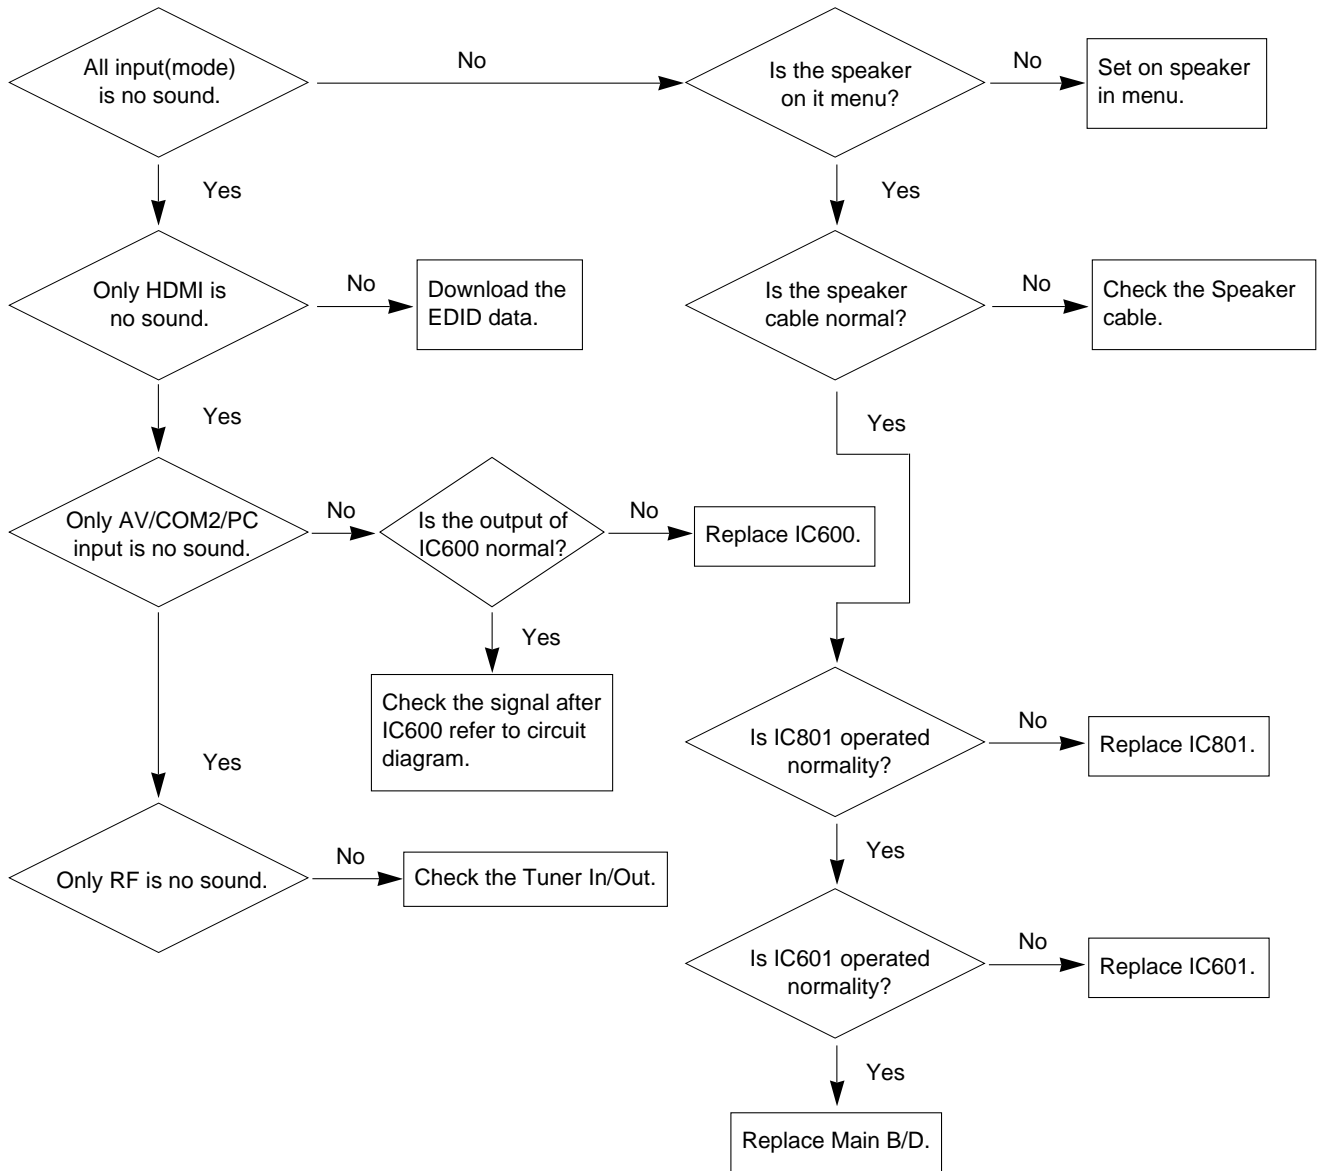 All input(mode)
is no sound.
No
Is the speaker
on it menu?
No
Set on speaker
in menu.
Yes
Yes
Only HDMI is
no sound.
No
Download the
EDID data.
Is the speaker
cable normal?
No
Check the Speaker
cable.
Yes
Yes
Only AV/COM2/PC
input is no sound.
No
Is the output of
IC600 normal?
No
Replace IC600.
Yes
Check the signal after
IC600 refer to circuit
diagram.
Yes
Is IC801 operated
normality?
No
Replace IC801.
Yes
Only RF is no sound.
No
Check the Tuner In/Out.
Is IC601 operated
normality?
No
Replace IC601.
Yes
Replace Main B/D.